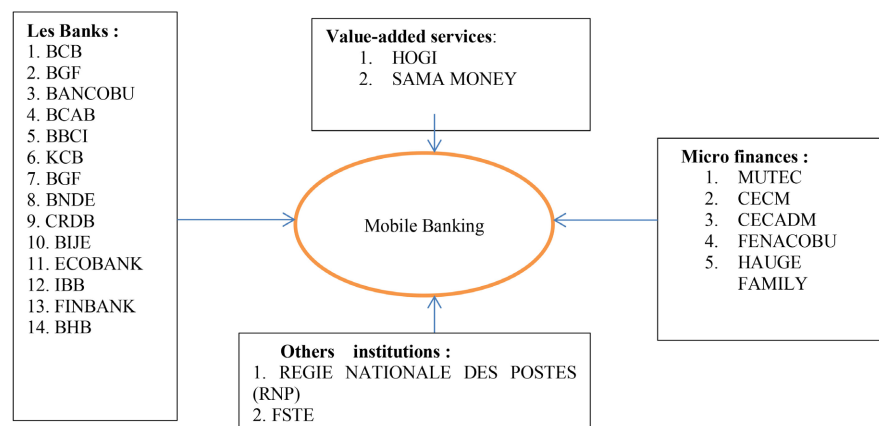 Les Banks :
1. BCB
2. BGF
3. BANCOBU
4. BCAB
5. BBCI
6. KCB
7. BGF
8. BNDE
9. CRDB
10. BIJE
11. ECOBANK
12. IBB
13. FINBANK
14. BHB
Value-added services:
1. HOGI
2. SAMA MONEY
Mobile Banking
Micro finances :
1. MUTEC
2. CECM
3. CECADM
4. FENACOBU
5. HAUGE
FAMILY
Others institutions :
1. REGIE NATIONALE DES POSTES
(RNP)
2. FSTE